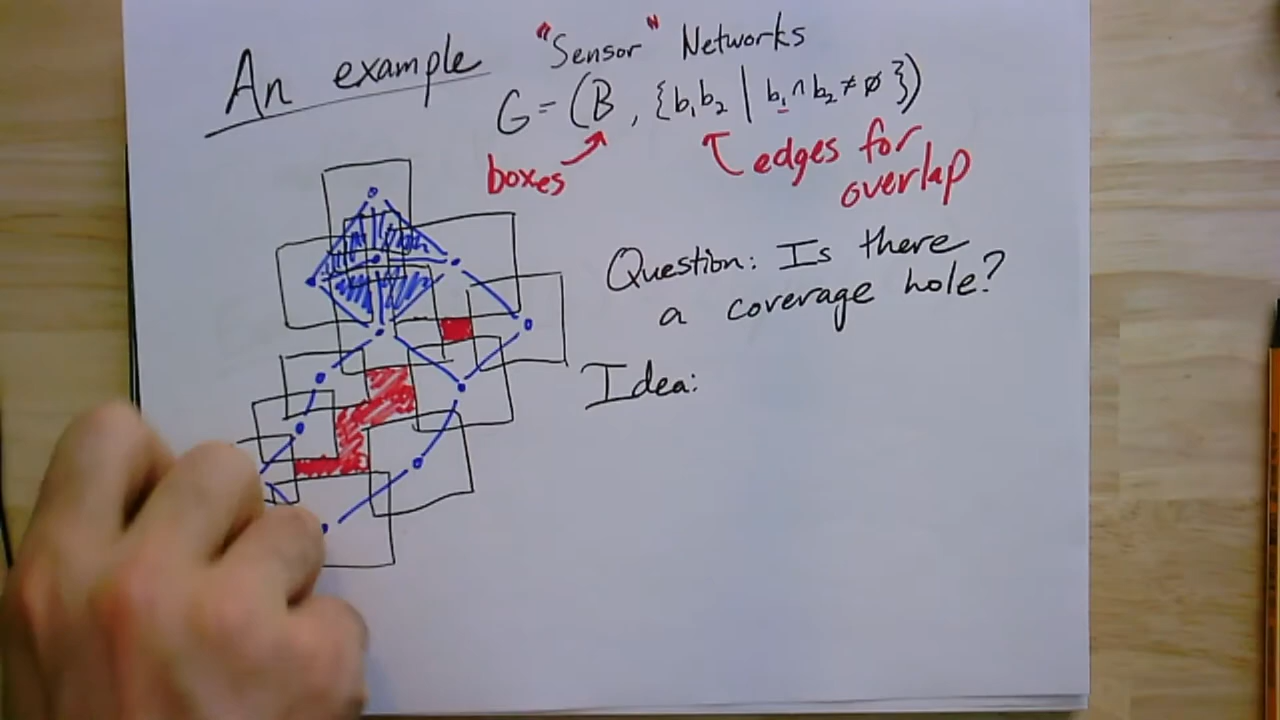 An example
"Sensor" Networks
G = (B, {b₁b₂ | b₁ ∩ b₂ ≠ ∅})
boxes
edges for
overlap
Question: Is there
a coverage hole?
Idea: